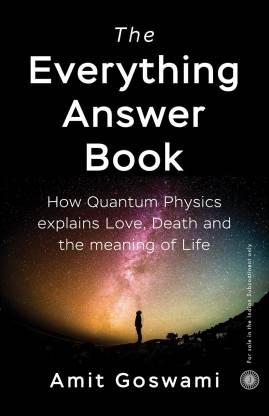 The
Everything
Answer
Book
How Quantum Physics
explains Love, Death and
the meaning of Life
For sale in the Indian Subcontinent only
Amit Goswami